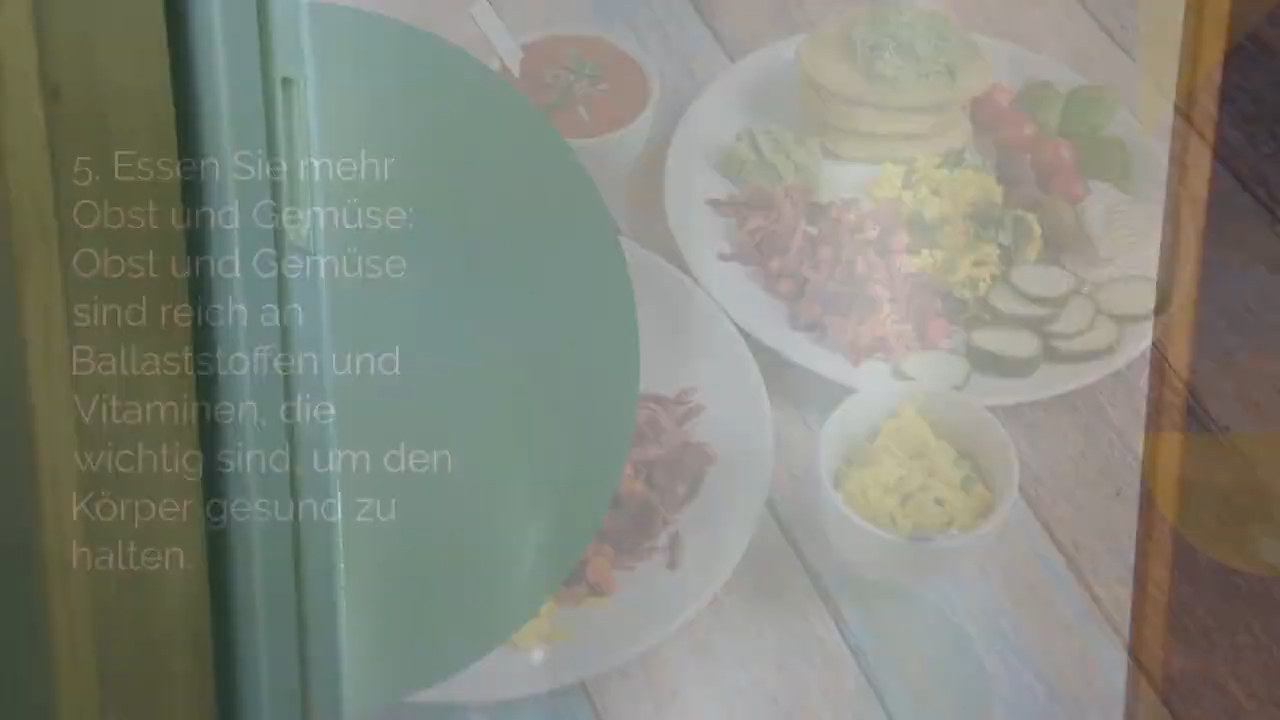 5. Essen Sie mehr
Obst und Gemüse:
Obst und Gemüse
sind reich an
Ballaststoffen und
Vitaminen, die
wichtig sind, um den
Körper gesund zu
halten.